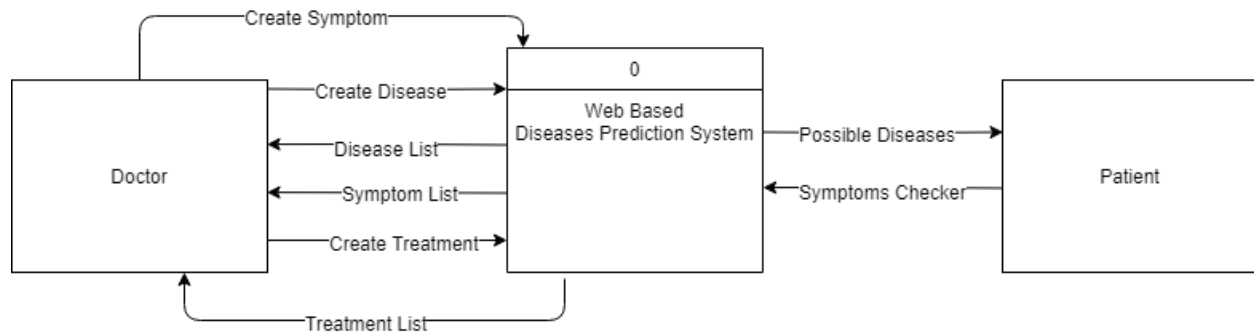 Create Symptom
0
Create Disease
Web Based
Diseases Prediction System
Possible Diseases
Disease List
Doctor
Patient
Symptom List
Symptoms Checker
Create Treatment
Treatment List